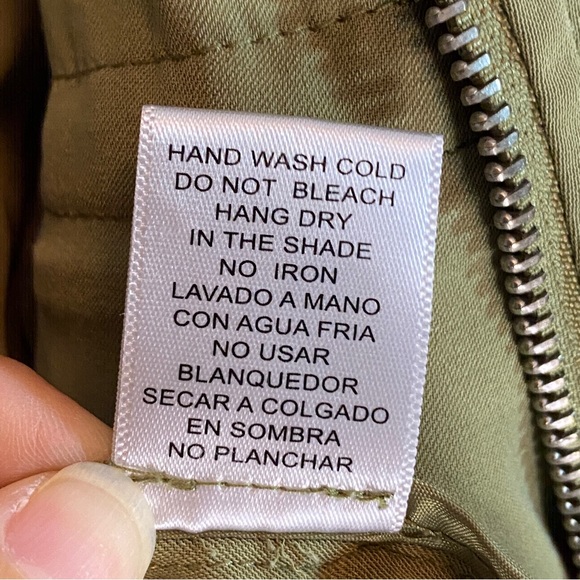 HAND WASH COLD
DO NOT BLEACH
HANG DRY
IN THE SHADE
NO IRON
LAVADO A MANO
CON AGUA FRIA
NO USAR
BLANQUEDOR
SECAR A COLGADO
EN SOMBRA
NO PLANCHAR